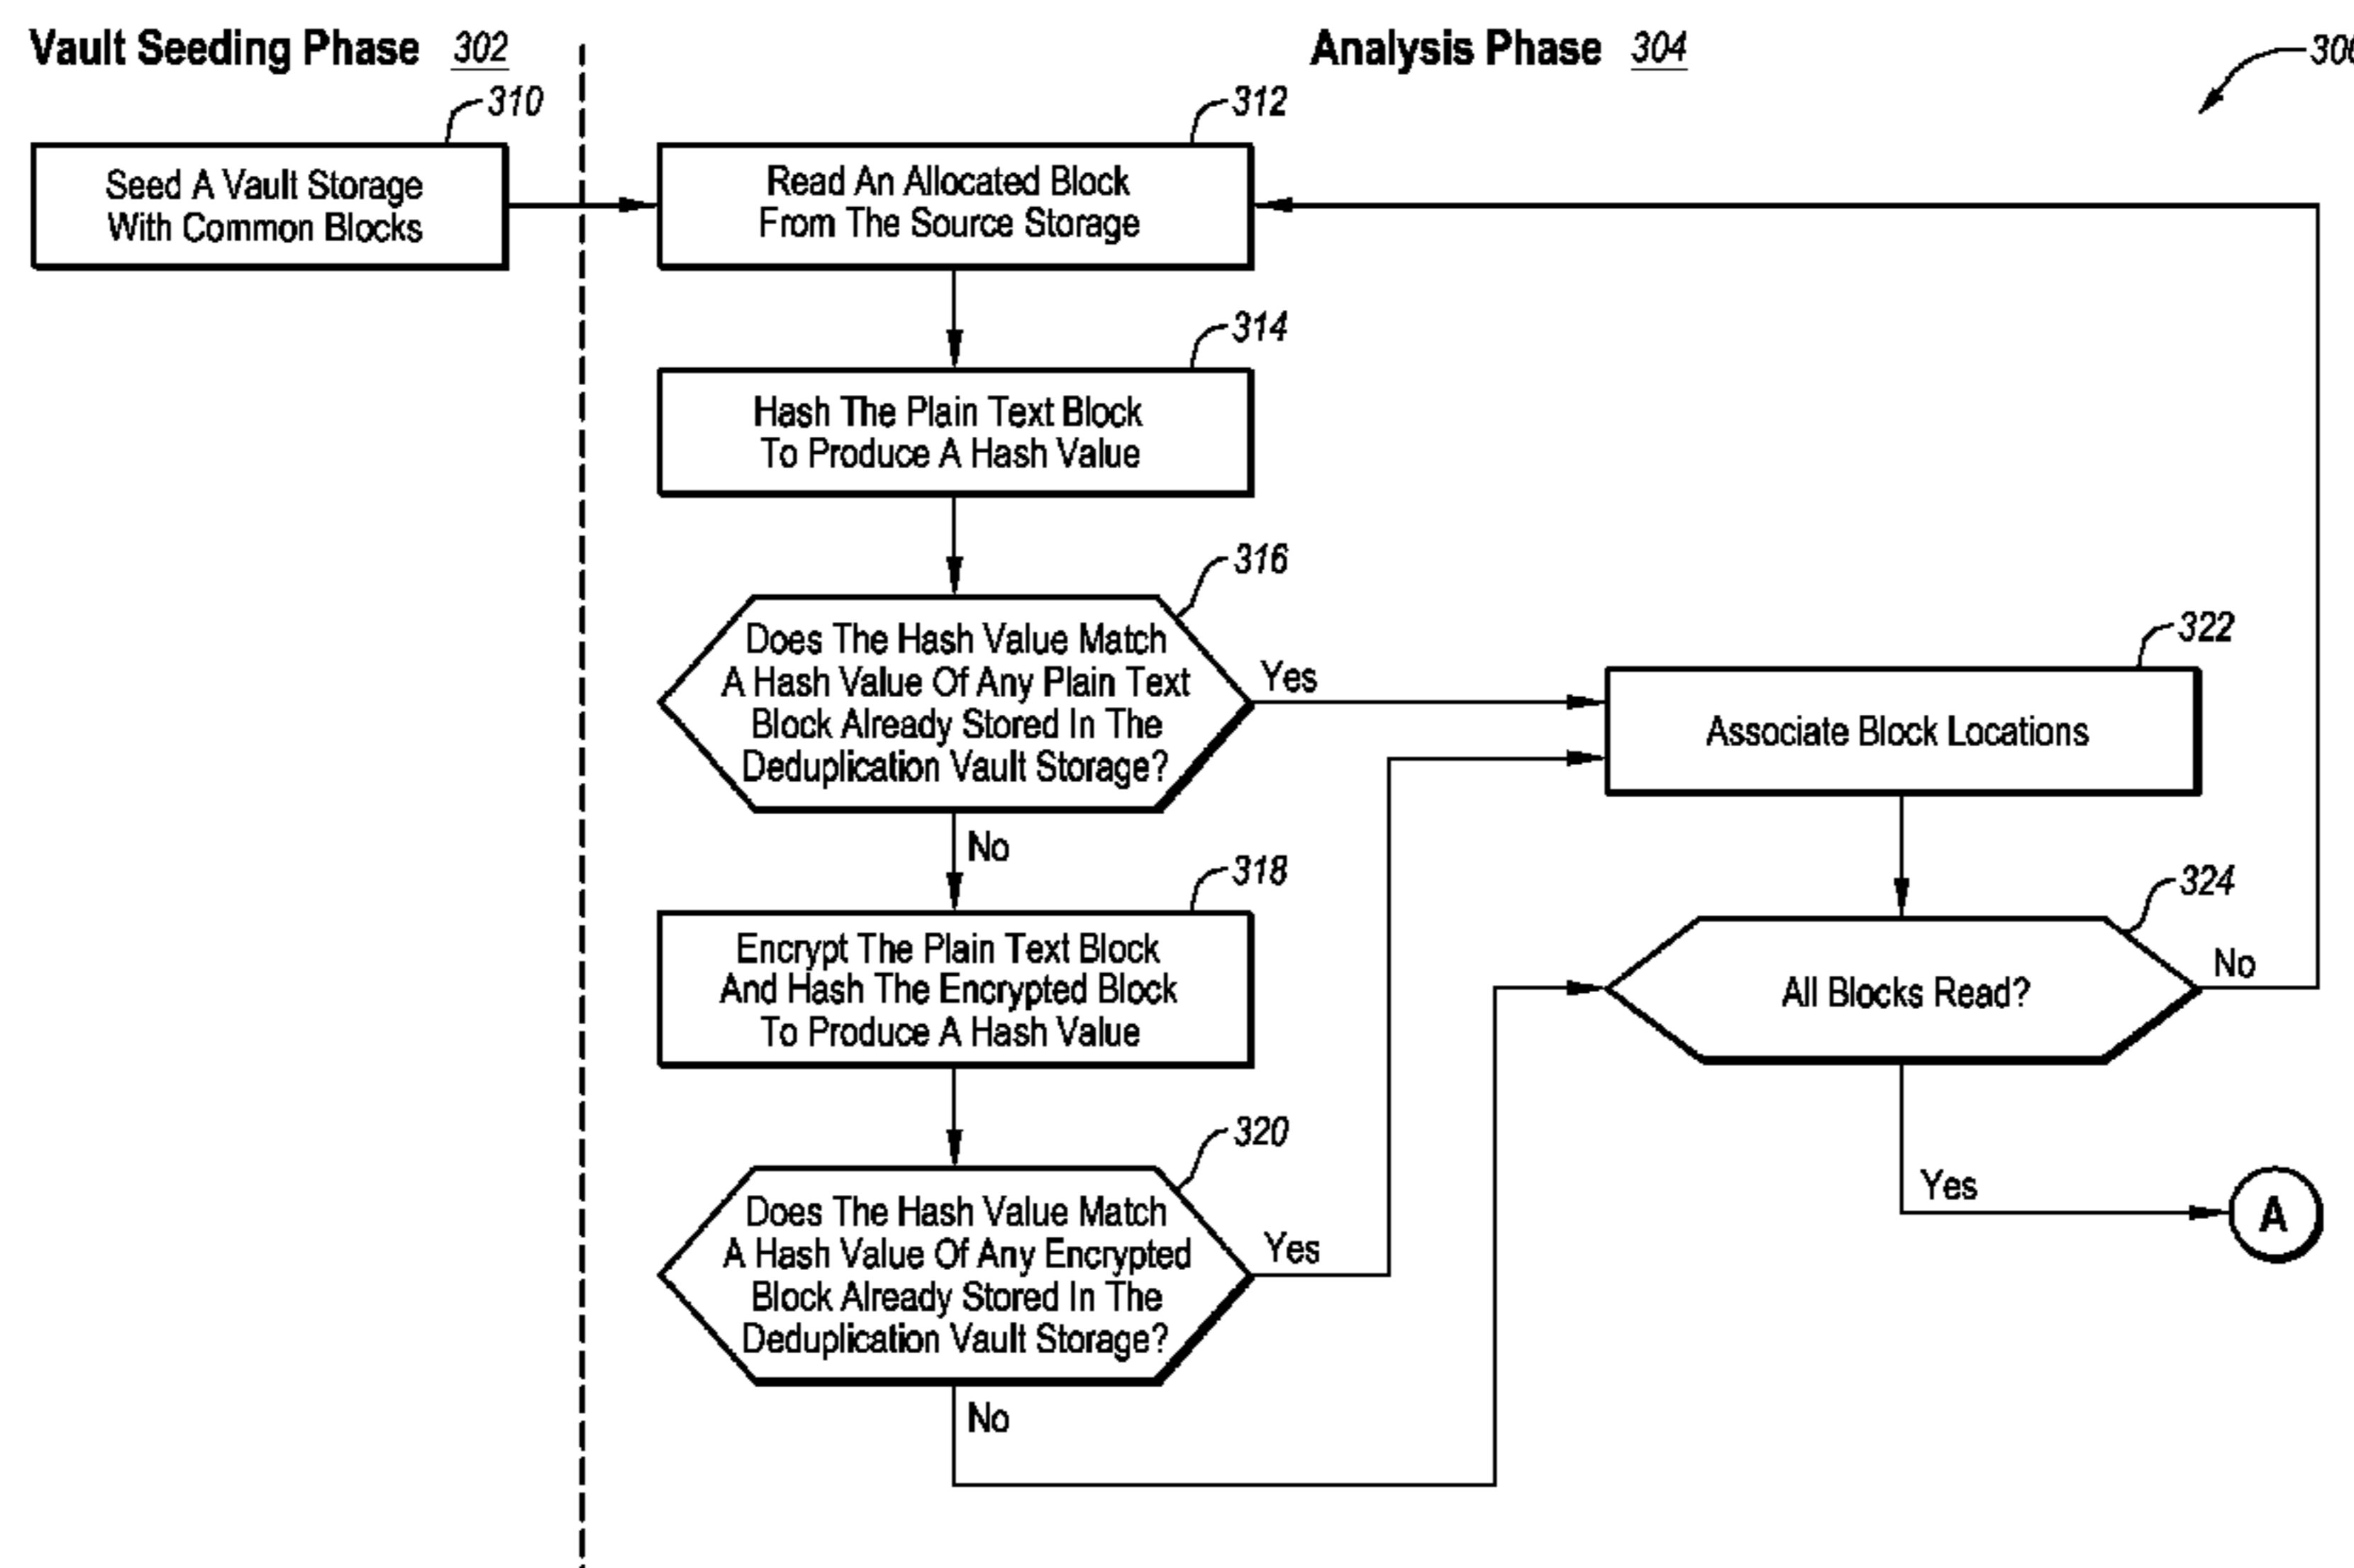 Vault Seeding Phase 302
Analysis Phase 304
310
312
Seed A Vault Storage
With Common Blocks
Read An Allocated Block
From The Source Storage
314
Hash The Plain Text Block
To Produce A Hash Value
316
Does The Hash Value Match
A Hash Value Of Any Plain Text
Block Already Stored In The
Deduplication Vault Storage?
Yes
No
322
Associate Block Locations
318
Encrypt The Plain Text Block
And Hash The Encrypted Block
To Produce A Hash Value
324
All Blocks Read?
No
Yes
A
320
Does The Hash Value Match
A Hash Value Of Any Encrypted
Block Already Stored In The
Deduplication Vault Storage?
Yes
No